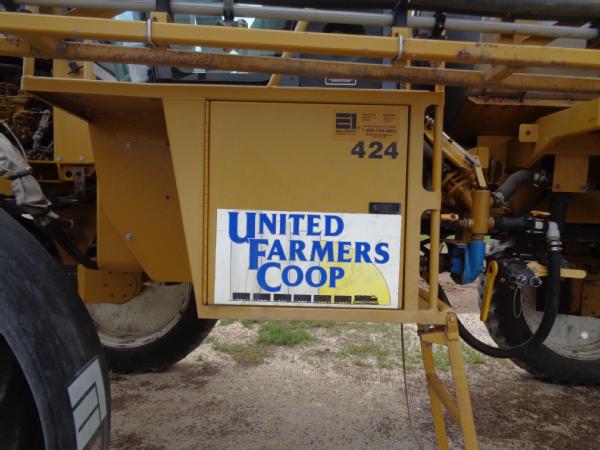 424
UNITED
FARMERS
COOP